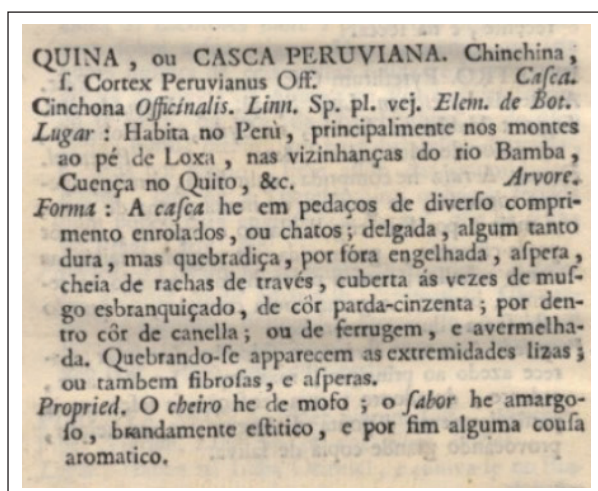 QUINA , ou CASCA PERUVIANA. Chinchina ,
ſ. Cortex Peruvianus Off. Caſca.
Cinchona Officinalis. Linn. Sp. pl. vej. Elem. de Bot.
Lugar : Habita no Perù , principalmente nos montes
ao pé de Loxa , nas vizinhanças do rio Bamba ,
Cuença no Quito , &c. Arvore.
Forma : A caſca he em pedaços de diverſo compri-
mento enrolados , ou chatos ; delgada , algum tanto
dura , mas quebradiça , por fóra engelhada , aſpera ,
cheia de rachas de través , cuberta ás vezes de muſ-
go esbranquiçado , de côr parda-cinzenta ; por den-
tro côr de canella ; ou de ferrugem , e avermelha-
da. Quebrando-ſe apparecem as extremidades lizas ;
ou tambem fibroſas , e aſperas.
Propried. O cheiro he de mofo ; o ſabor he amargo-
ſo , brandamente eſtitico , e por fim alguma couſa
aromatico.